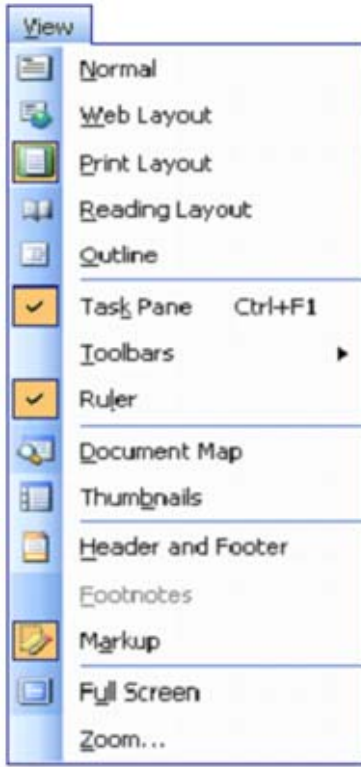 View
Normal
Web Layout
Print Layout
Reading Layout
Outline
Task Pane Ctrl+F1
Toolbars
Ruler
Document Map
Thumbnails
Header and Footer
Footnotes
Markup
Full Screen
Zoom...